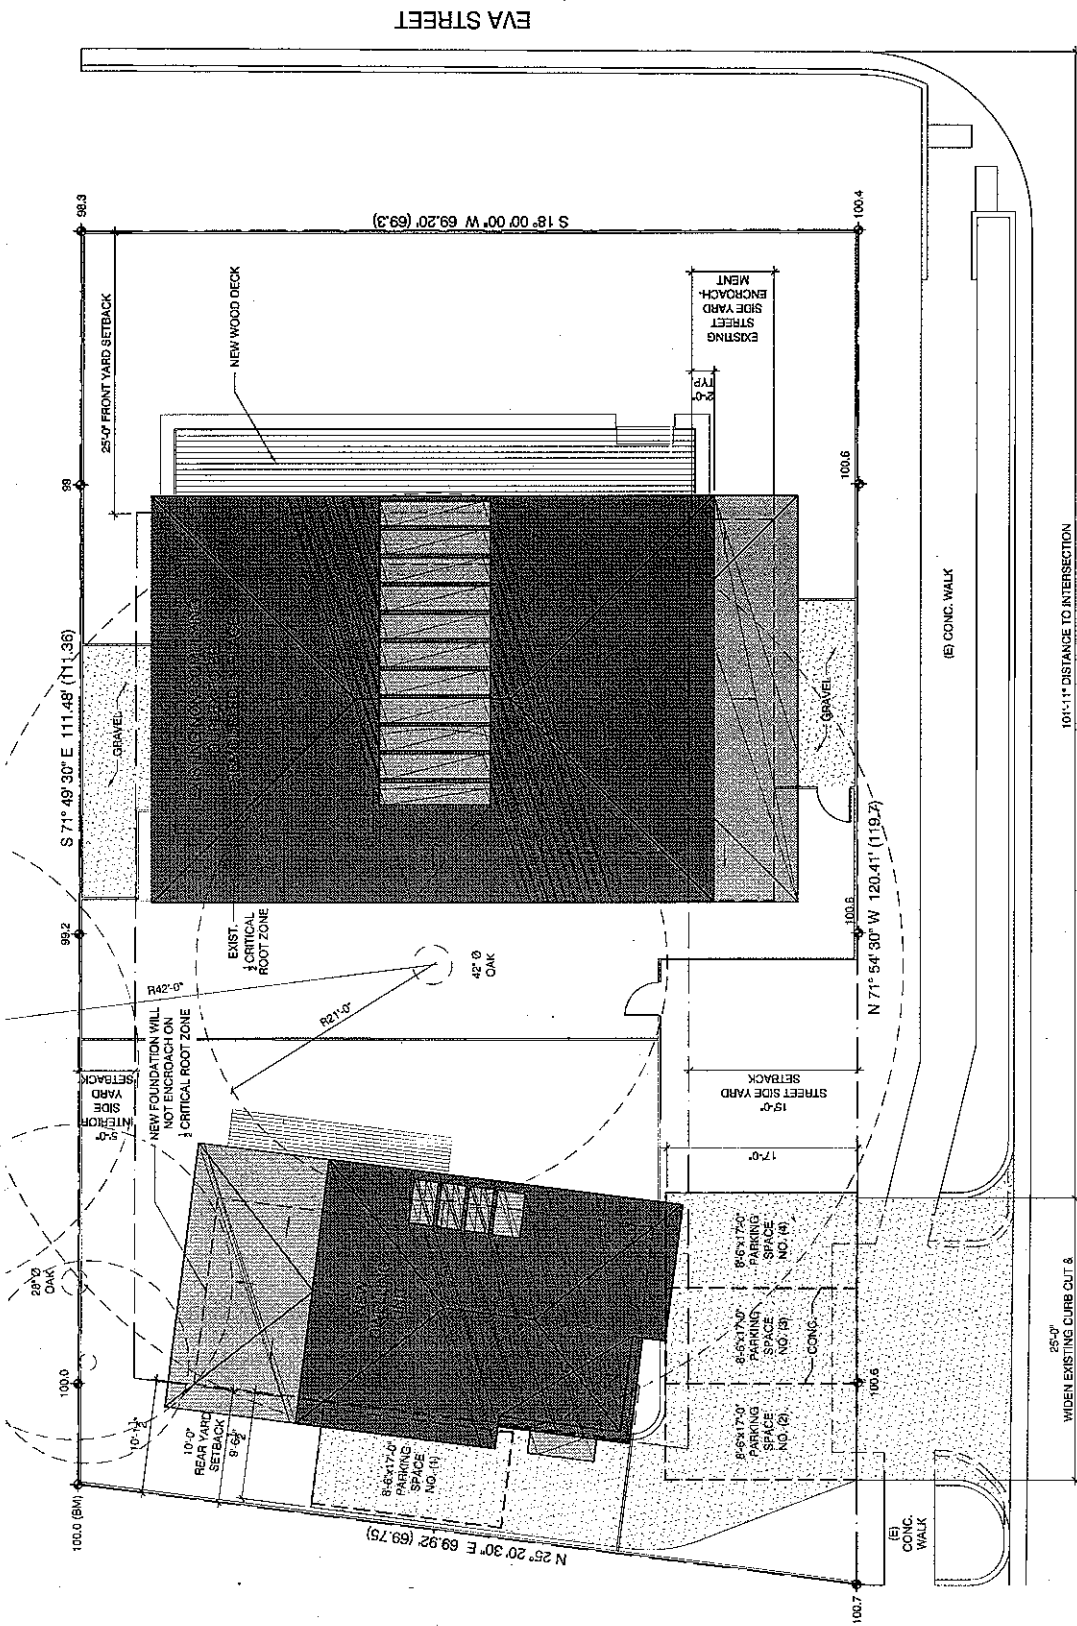 EVA STREET
98.3
S 18° 00' 00" W 69.20' (69.3)
100.4
25'-0" FRONT YARD SETBACK
NEW WOOD DECK
EXISTING
STREET
SIDE YARD
ENCROACH-
MENT
2'-0"
TYP
99
100.6
S 71° 49' 30" E 111.48' (111.36)
GRAVEL
GRAVEL
(E) CONC. WALK
101'-11" DISTANCE TO INTERSECTION
99.2
EXIST.
½ CRITICAL
ROOT ZONE
42" Ø
OAK
R42'-0"
R21'-0"
100.6
N 71° 54' 30" W 120.41' (119.7)
5'-0"
INTERIOR
SIDE
YARD
SETBACK
NEW FOUNDATION WILL
NOT ENCROACH ON
½ CRITICAL ROOT ZONE
15'-0"
STREET SIDE YARD
SETBACK
17'-0"
28" Ø
OAK
8'-6"x17'-0"
PARKING
SPACE
NO. (4)
8'-6"x17'-0"
PARKING
SPACE
NO. (3)
CONC.
8'-6"x17'-0"
PARKING
SPACE
NO. (2)
100.0
100.6
10'-0"
REAR YARD
SETBACK
8'-6"x17'-0"
PARKING
SPACE
NO. (1)
25'-0"
WIDEN EXISTING CURB CUT &
100.0 (BM)
N 25° 20' 30" E 69.92' (69.75)
(E)
CONC.
WALK
100.7